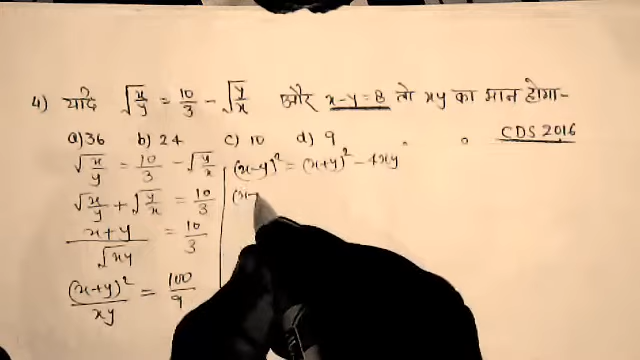 4) यदि √x/y = 10/3 - √y/x और x-y=8 तो xy का मान होगा-
a) 36 b) 24 c) 10 d) 9 CDS 2016
√x/y = 10/3 - √y/x
√x/y + √y/x = 10/3
x+y/√xy = 10/3
(x+y)²/xy = 100/9
(x-y)² = (x+y)² - 4xy
(x-